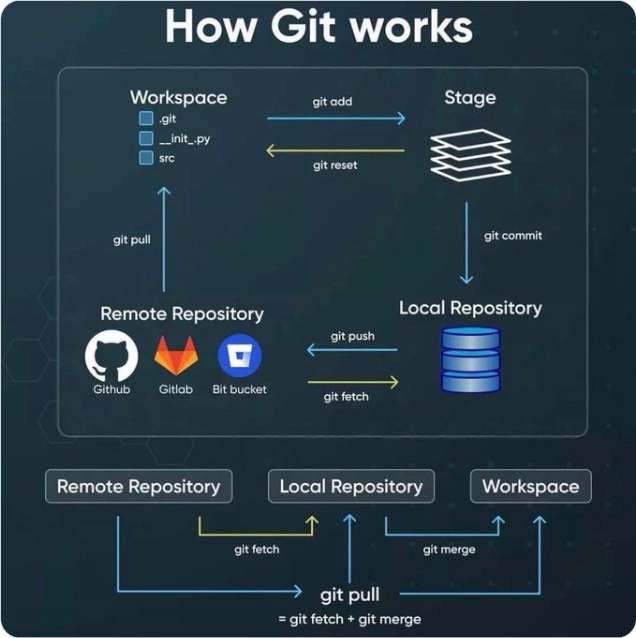 How Git works
Workspace
.git
__init_.py
src
git add
git reset
Stage
git pull
git commit
Remote Repository
Github
Gitlab
Bit bucket
git push
git fetch
Local Repository
Remote Repository
Local Repository
Workspace
git fetch
git merge
git pull
= git fetch + git merge